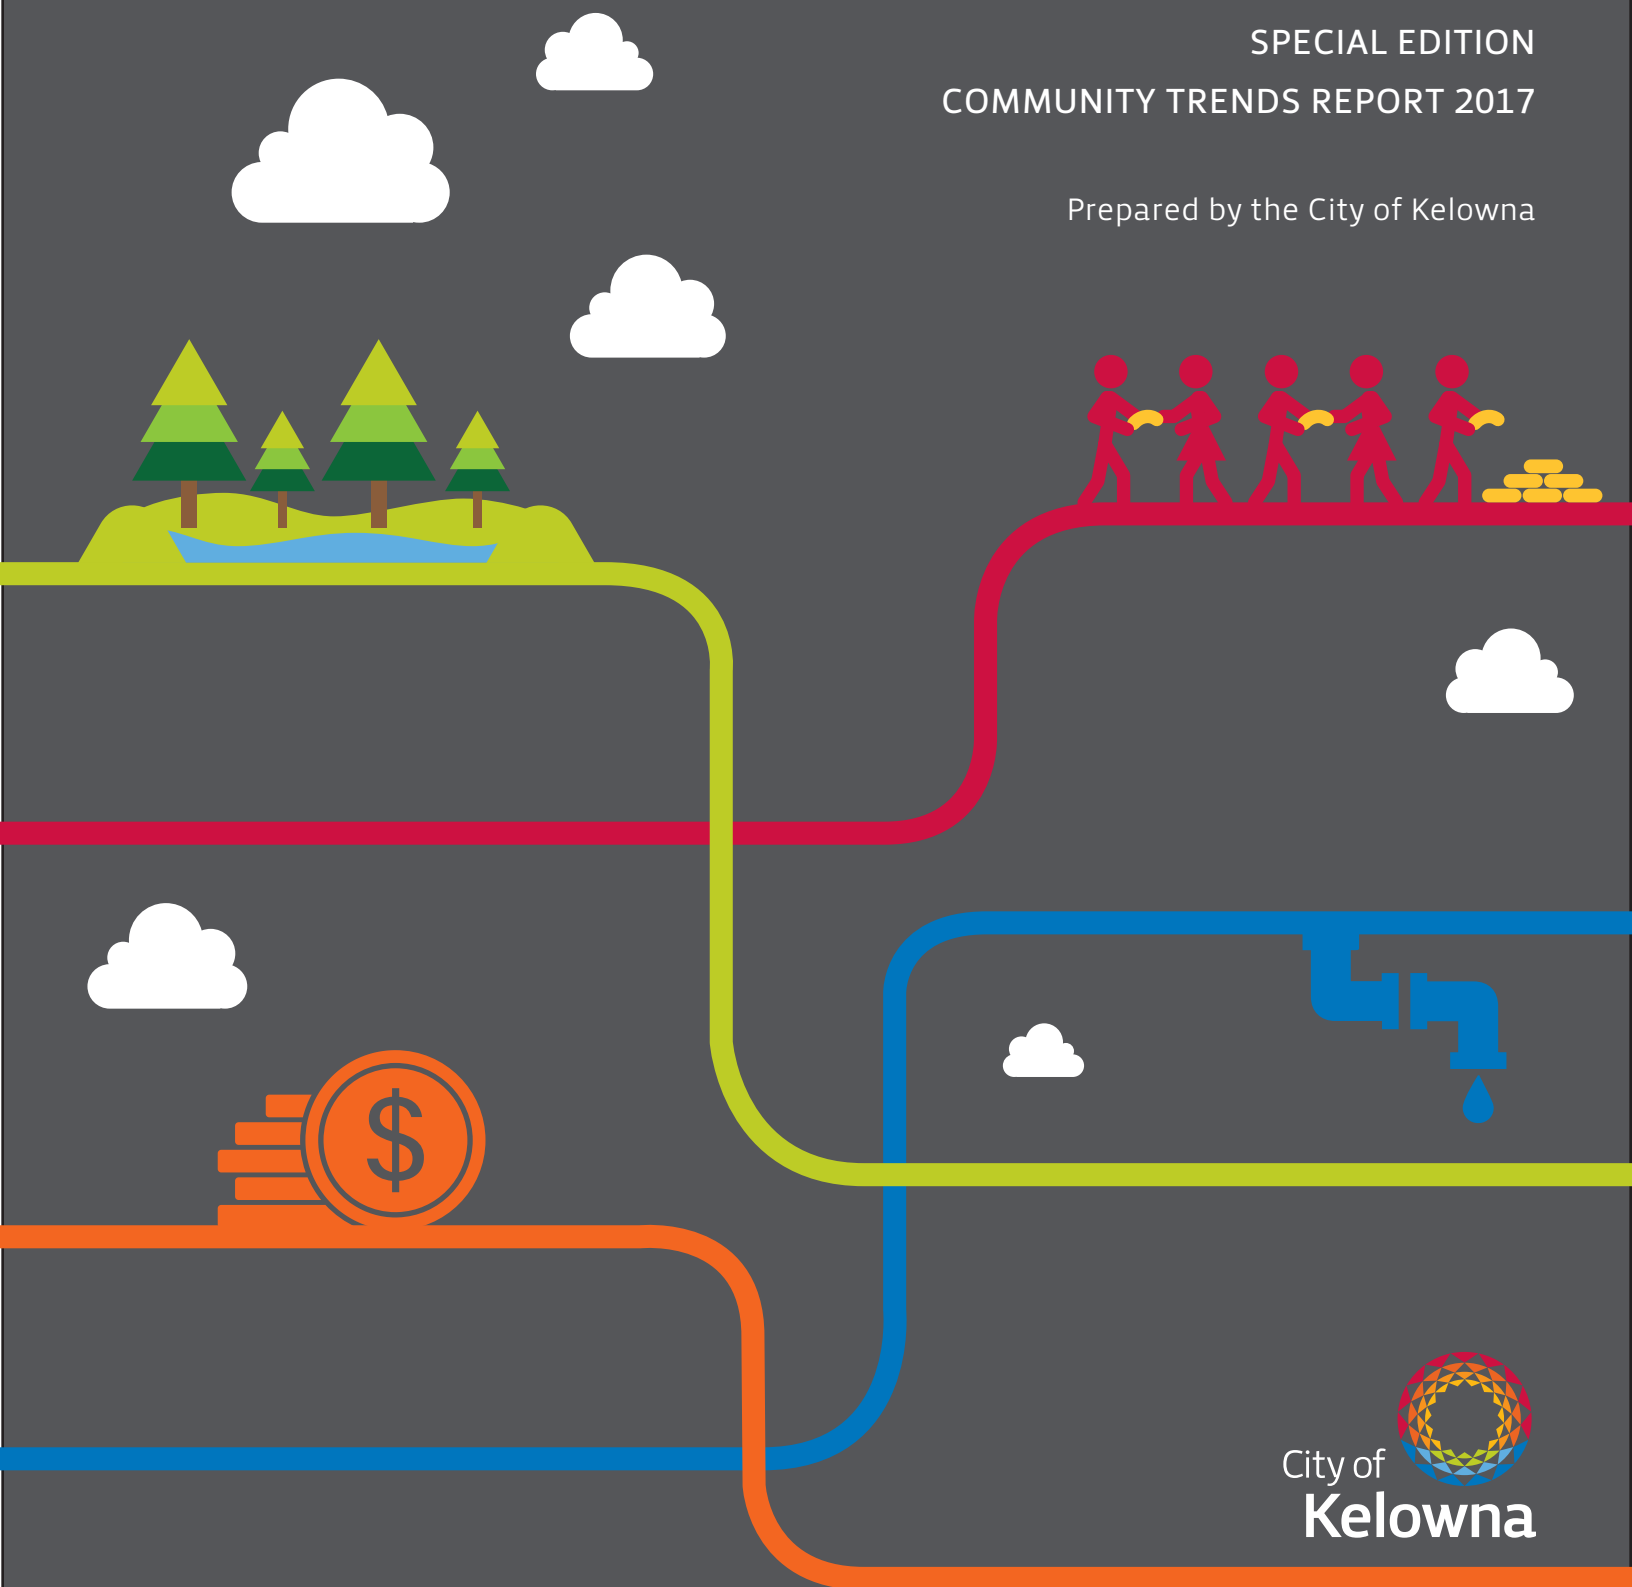 SPECIAL EDITION
COMMUNITY TRENDS REPORT 2017
Prepared by the City of Kelowna
$
City of
Kelowna